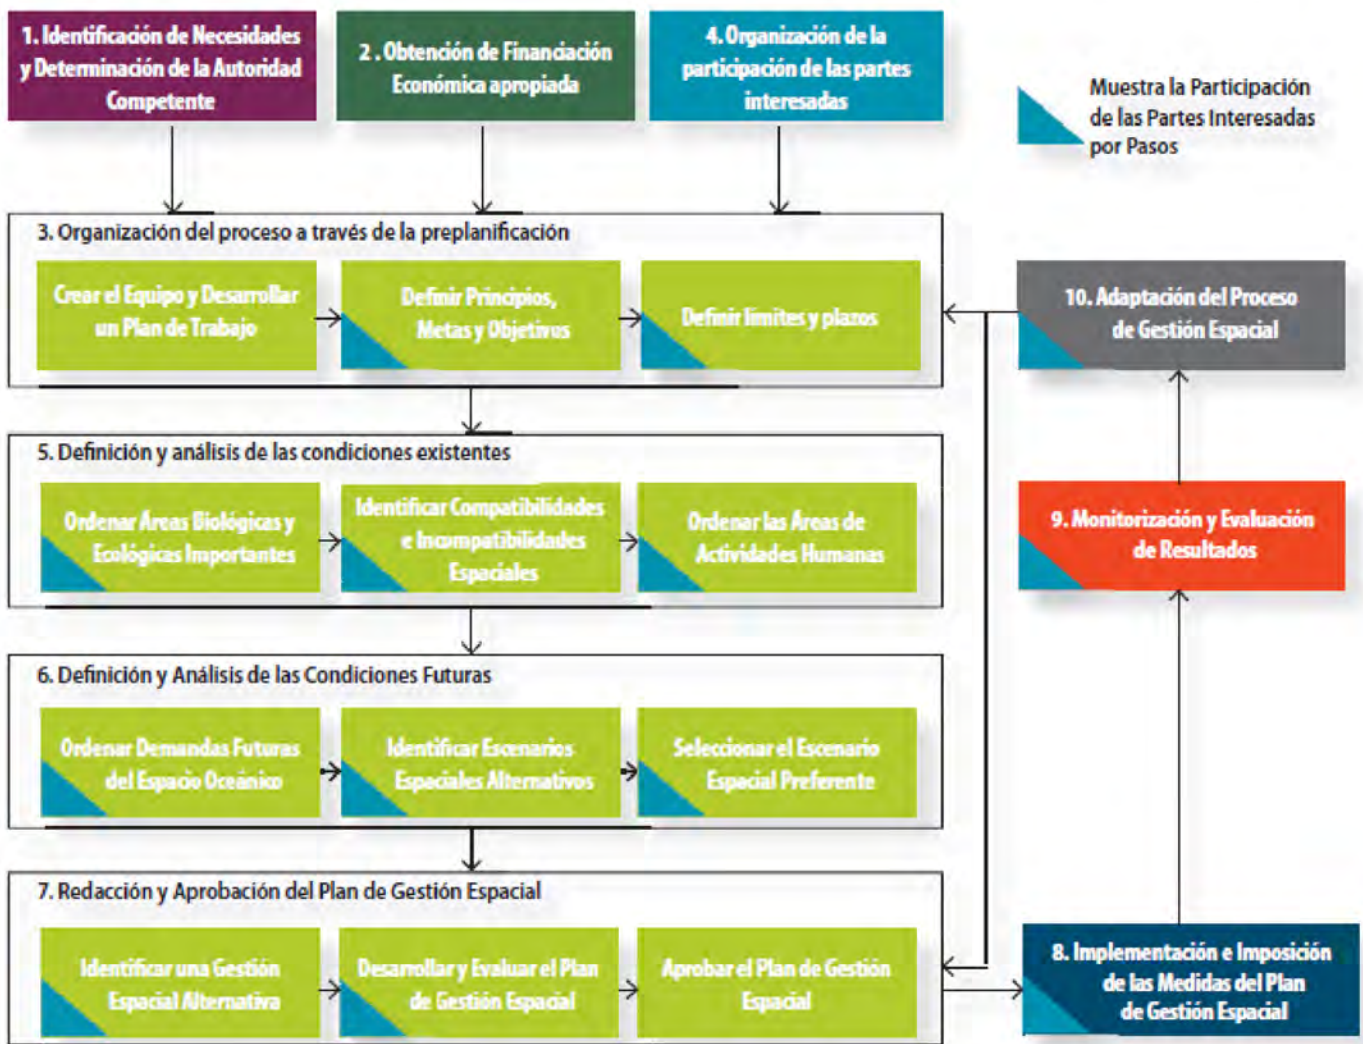 1. Identificación de Necesidades
y Determinación de la Autoridad
Competente
2 . Obtención de Financiación
Económica apropiada
4. Organización de la
participación de las partes
interesadas
Muestra la Participación
de las Partes Interesadas
por Pasos
3. Organización del proceso a través de la preplanificación
Crear el Equipo y Desarrollar
un Plan de Trabajo
Definir Principios,
Metas y Objetivos
Definir límites y plazos
10. Adaptación del Proceso
de Gestión Espacial
5. Definición y análisis de las condiciones existentes
Ordenar Áreas Biológicas y
Ecológicas Importantes
Identificar Compatibilidades
e Incompatibilidades
Espaciales
Ordenar las Áreas de
Actividades Humanas
9. Monitorización y Evaluación
de Resultados
6. Definición y Análisis de las Condiciones Futuras
Ordenar Demandas Futuras
del Espacio Oceánico
Identificar Escenarios
Espaciales Alternativos
Seleccionar el Escenario
Espacial Preferente
7. Redacción y Aprobación del Plan de Gestión Espacial
Identificar una Gestión
Espacial Alternativa
Desarrollar y Evaluar el Plan
de Gestión Espacial
Aprobar el Plan de Gestión
Espacial
8. Implementación e Imposición
de las Medidas del Plan
de Gestión Espacial